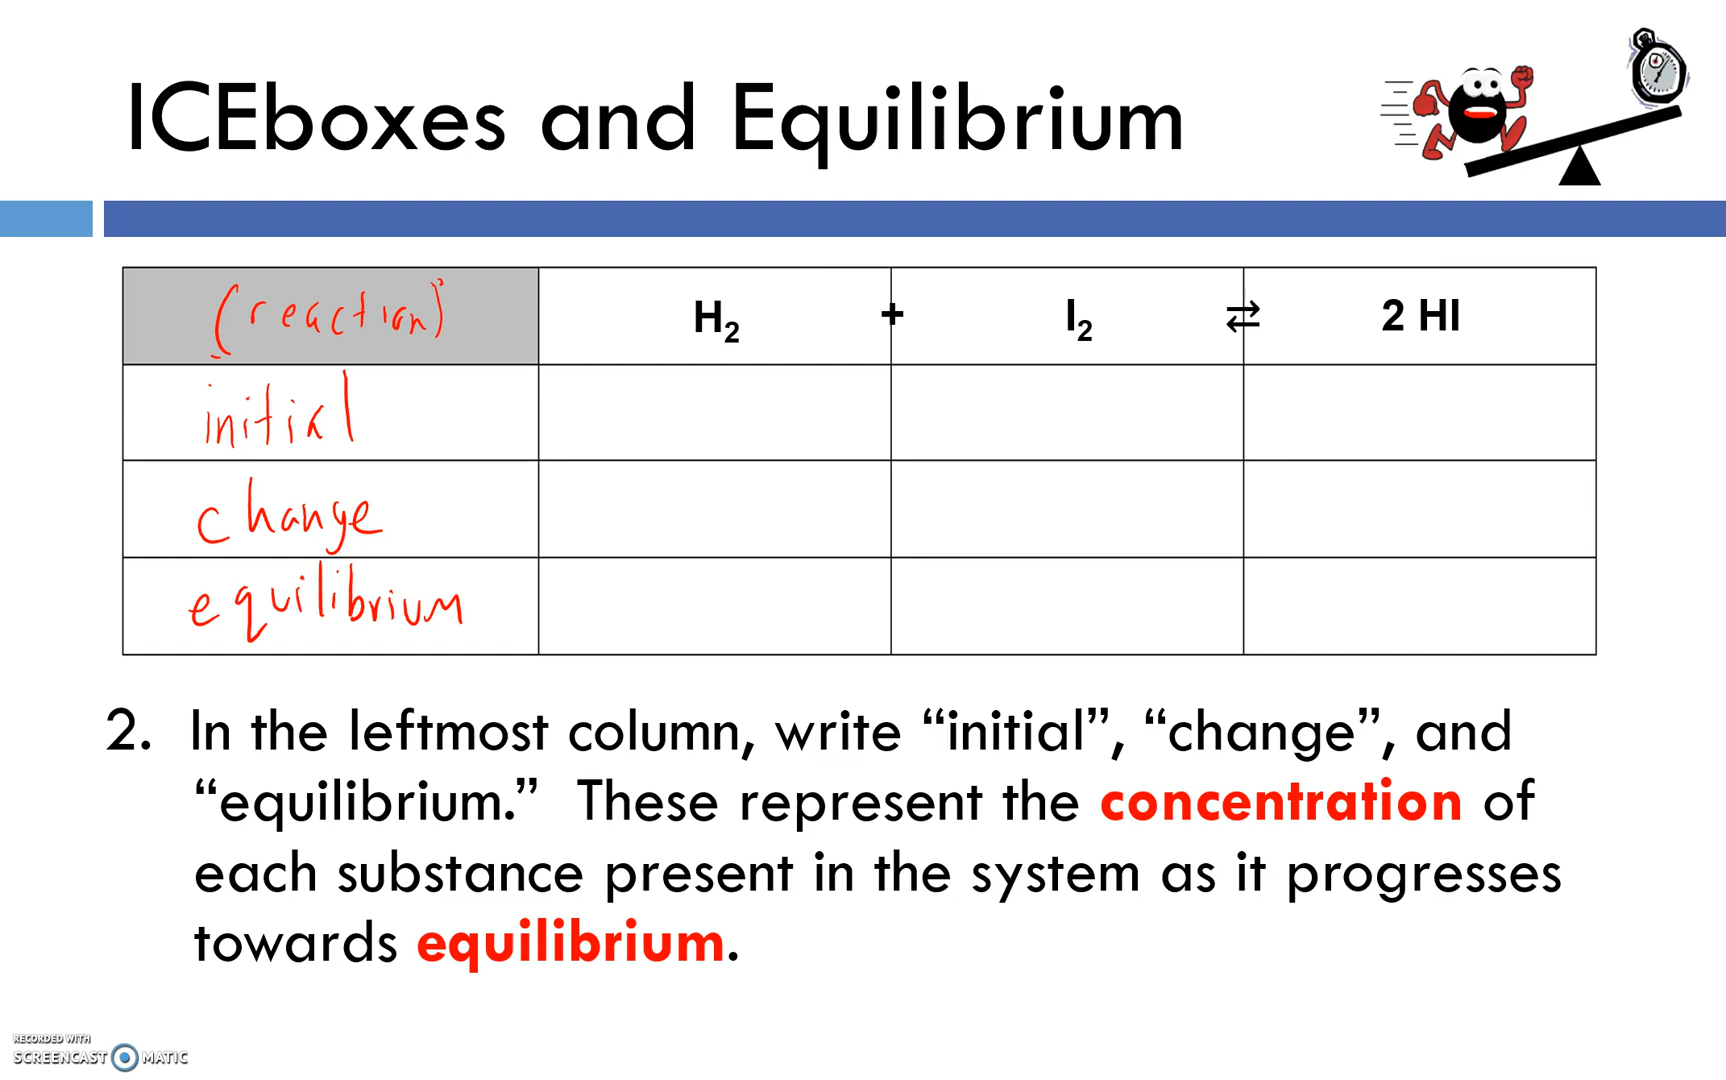 ICEboxes and Equilibrium
(reaction) H₂ + I₂ ⇄ 2 HI
initial
change
equilibrium
2. In the leftmost column, write “initial”, “change”, and
“equilibrium.” These represent the concentration of
each substance present in the system as it progresses
towards equilibrium.
RECORDED WITH
SCREENCAST MATIC